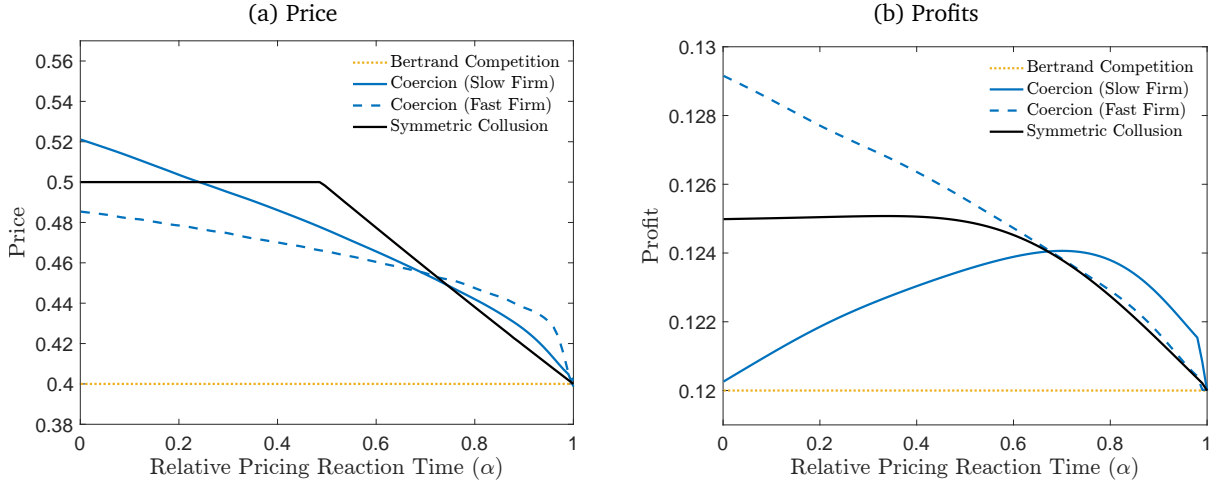 (a) Price
0.56
0.54
0.52
0.5
0.48
0.46
0.44
0.42
0.4
0.38
Price
Bertrand Competition
Coercion (Slow Firm)
Coercion (Fast Firm)
Symmetric Collusion
0 0.2 0.4 0.6 0.8 1
Relative Pricing Reaction Time (α)
(b) Profits
0.13
0.128
0.126
0.124
0.122
0.12
Profit
Bertrand Competition
Coercion (Slow Firm)
Coercion (Fast Firm)
Symmetric Collusion
0 0.2 0.4 0.6 0.8 1
Relative Pricing Reaction Time (α)